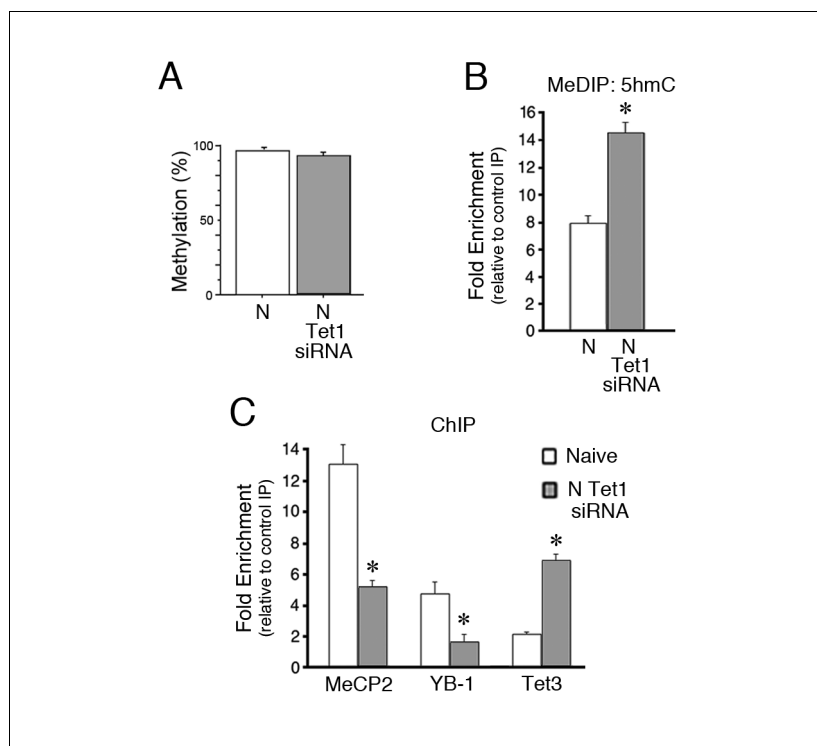 A
Methylation (%)
100
50
0
N
N
Tet1
siRNA
B
MeDIP: 5hmC
Fold Enrichment
(relative to control IP)
16
14
12
10
8
6
4
2
0
*
N
N
Tet1
siRNA
C
ChIP
Fold Enrichment
(relative to control IP)
14
12
10
8
6
4
2
0
*
*
*
MeCP2
YB-1
Tet3
Naive
N Tet1
siRNA